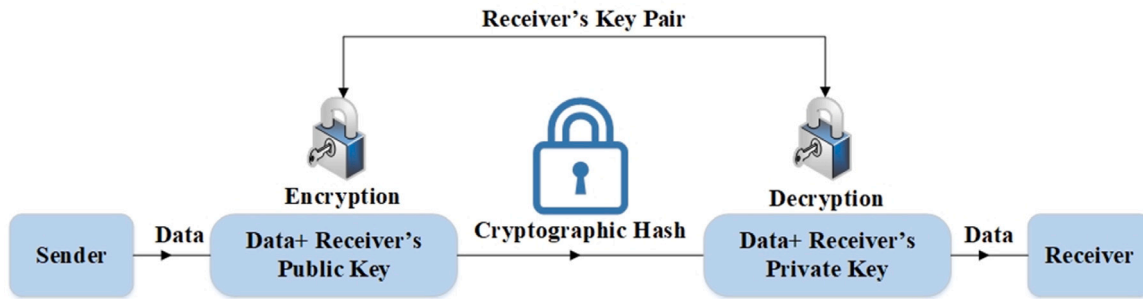 Receiver's Key Pair
Encryption
Decryption
Cryptographic Hash
Sender
Data
Data+ Receiver's
Public Key
Data+ Receiver's
Private Key
Data
Receiver